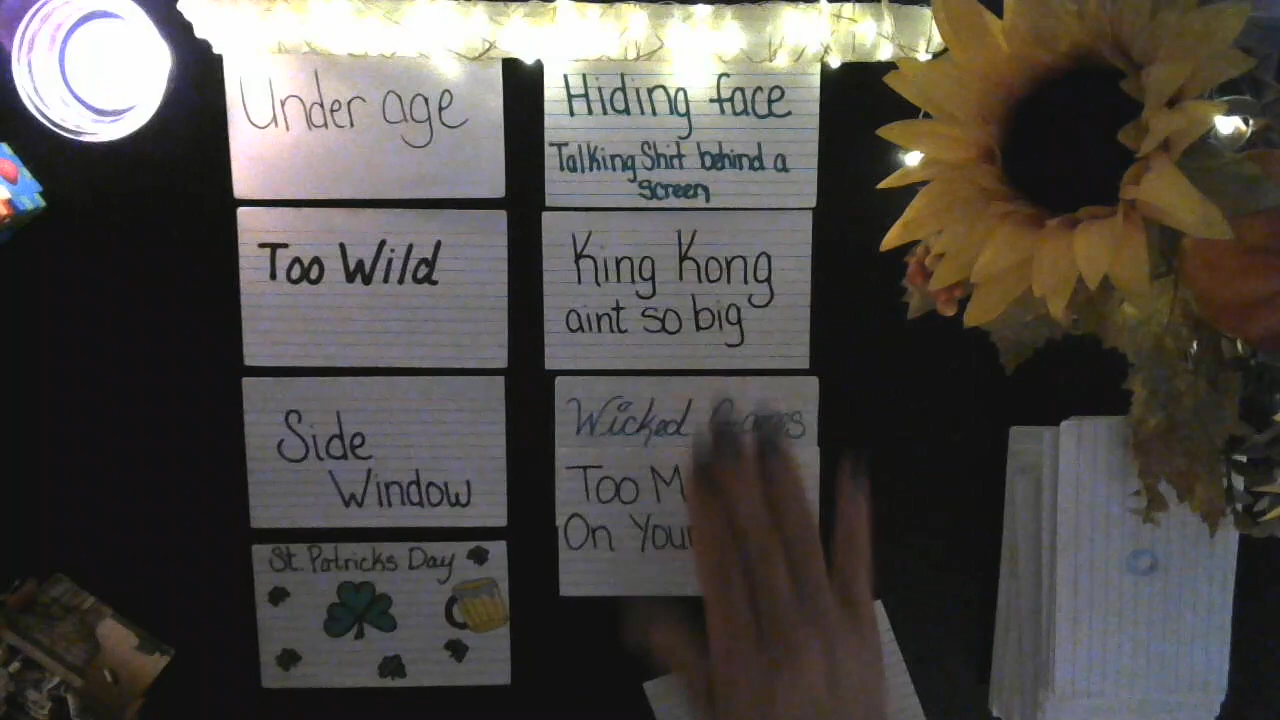 Under age
Too Wild
Side
Window
St. Patricks Day
Hiding face
Talking Shit behind a
screen
King Kong
aint so big
Wicked
Too
On Your